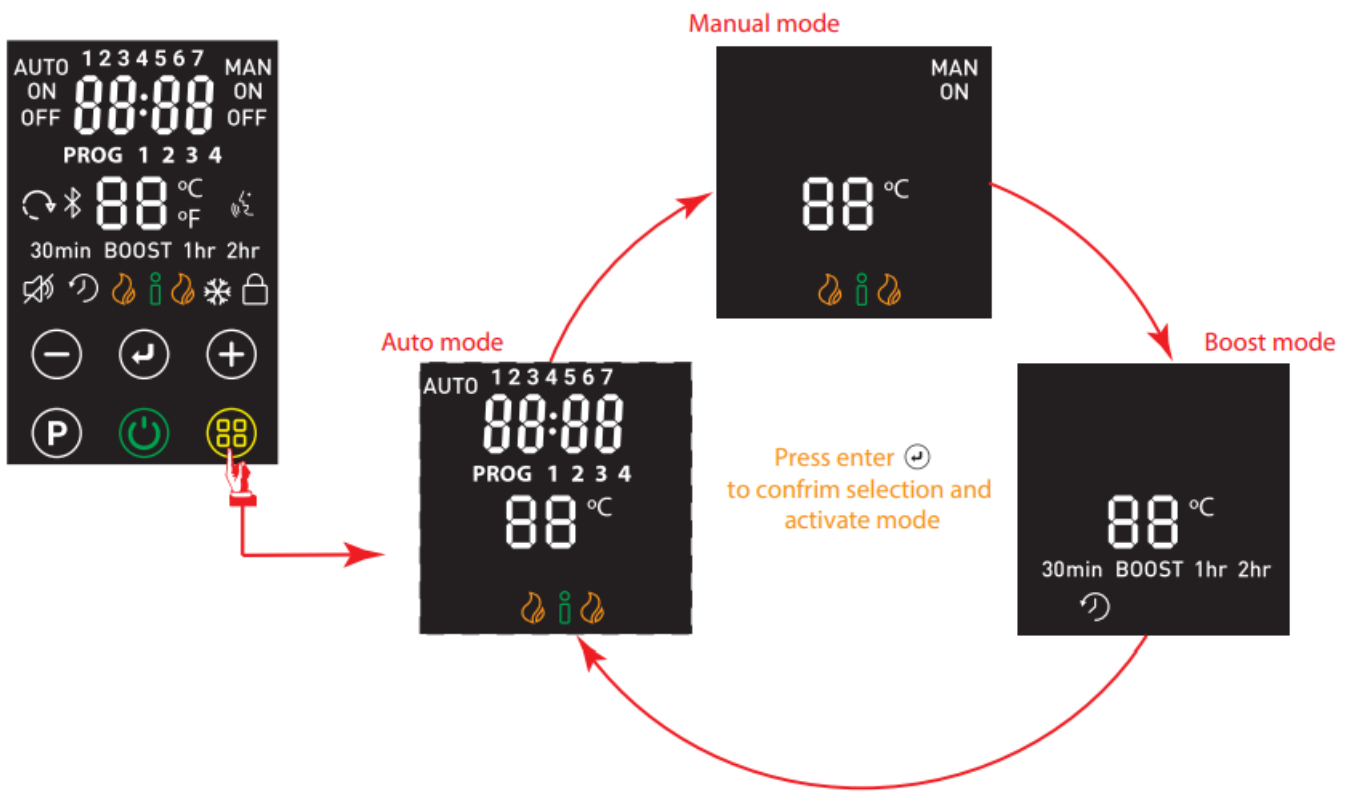 Manual mode
1 2 3 4 5 6 7
AUTO MAN
ON ON
OFF 88:88 OFF
PROG 1 2 3 4
88 °C
°F
30min BOOST 1hr 2hr
P
MAN
ON
88 °C
Auto mode
AUTO 1 2 3 4 5 6 7
88:88
PROG 1 2 3 4
88 °C
Press enter
to confrim selection and
activate mode
Boost mode
88 °C
30min BOOST 1hr 2hr